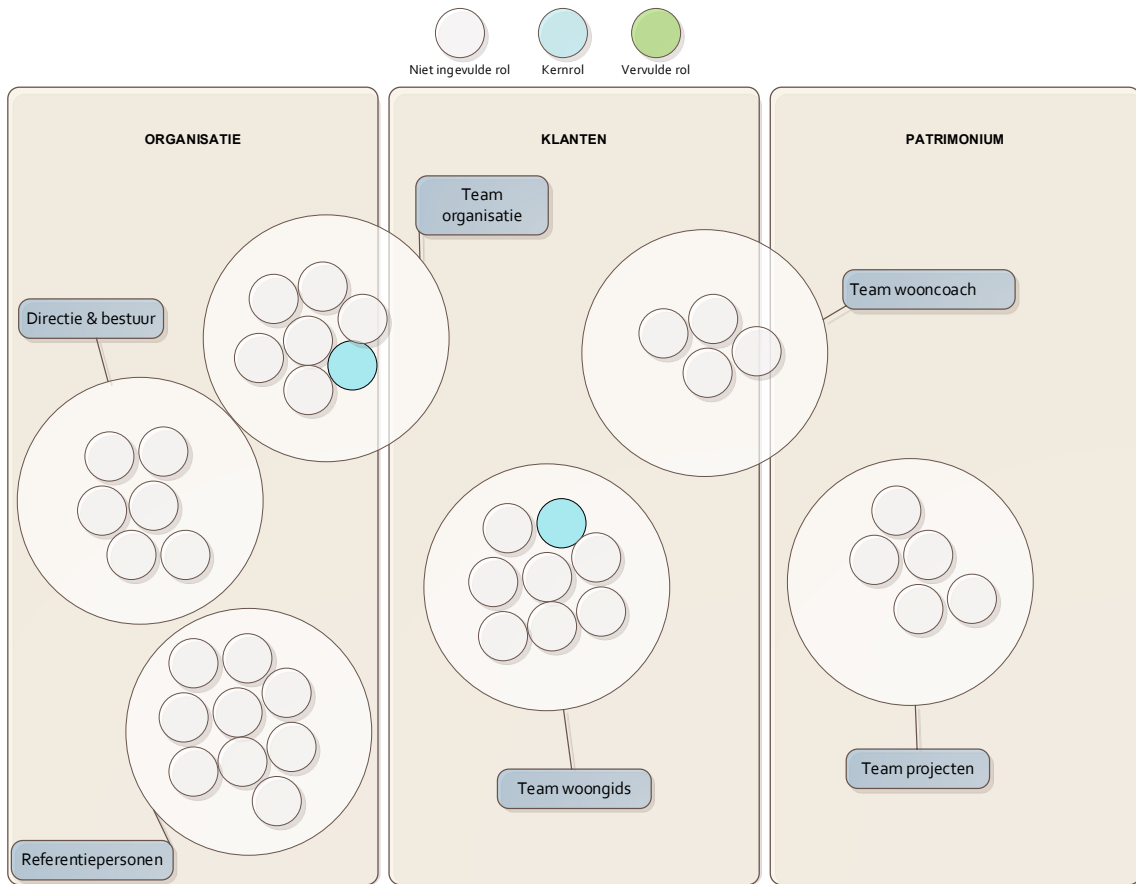 Niet ingevulde rol
Kernrol
Vervulde rol
ORGANISATIE
KLANTEN
PATRIMONIUM
Team
organisatie
Team wooncoach
Directie & bestuur
Team woongids
Team projecten
Referentiepersonen